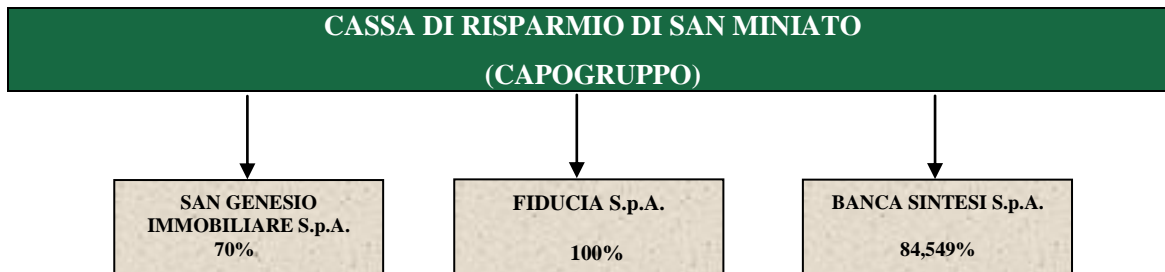 CASSA DI RISPARMIO DI SAN MINIATO
(CAPOGRUPPO)
SAN GENESIO
IMMOBILIARE S.p.A.
70%
FIDUCIA S.p.A.
100%
BANCA SINTESI S.p.A.
84,549%